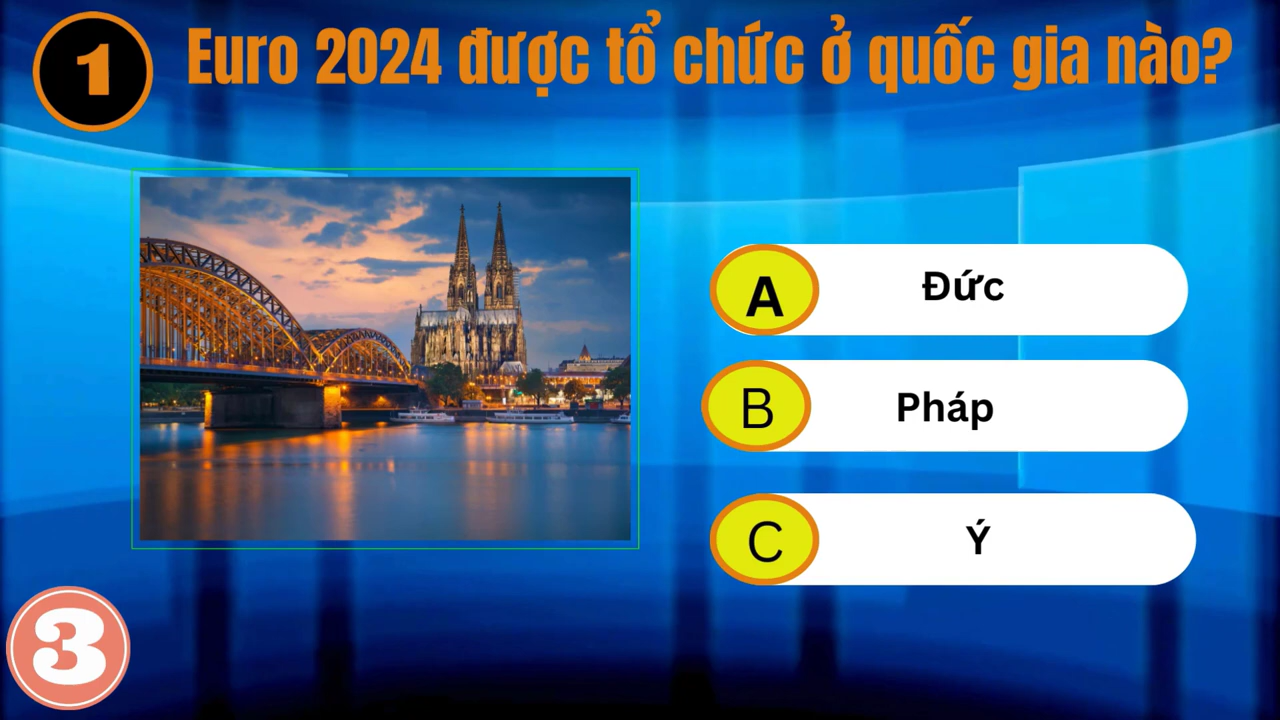 1
Euro 2024 được tổ chức ở quốc gia nào?
A
Đức
B
Pháp
C
Ý
3